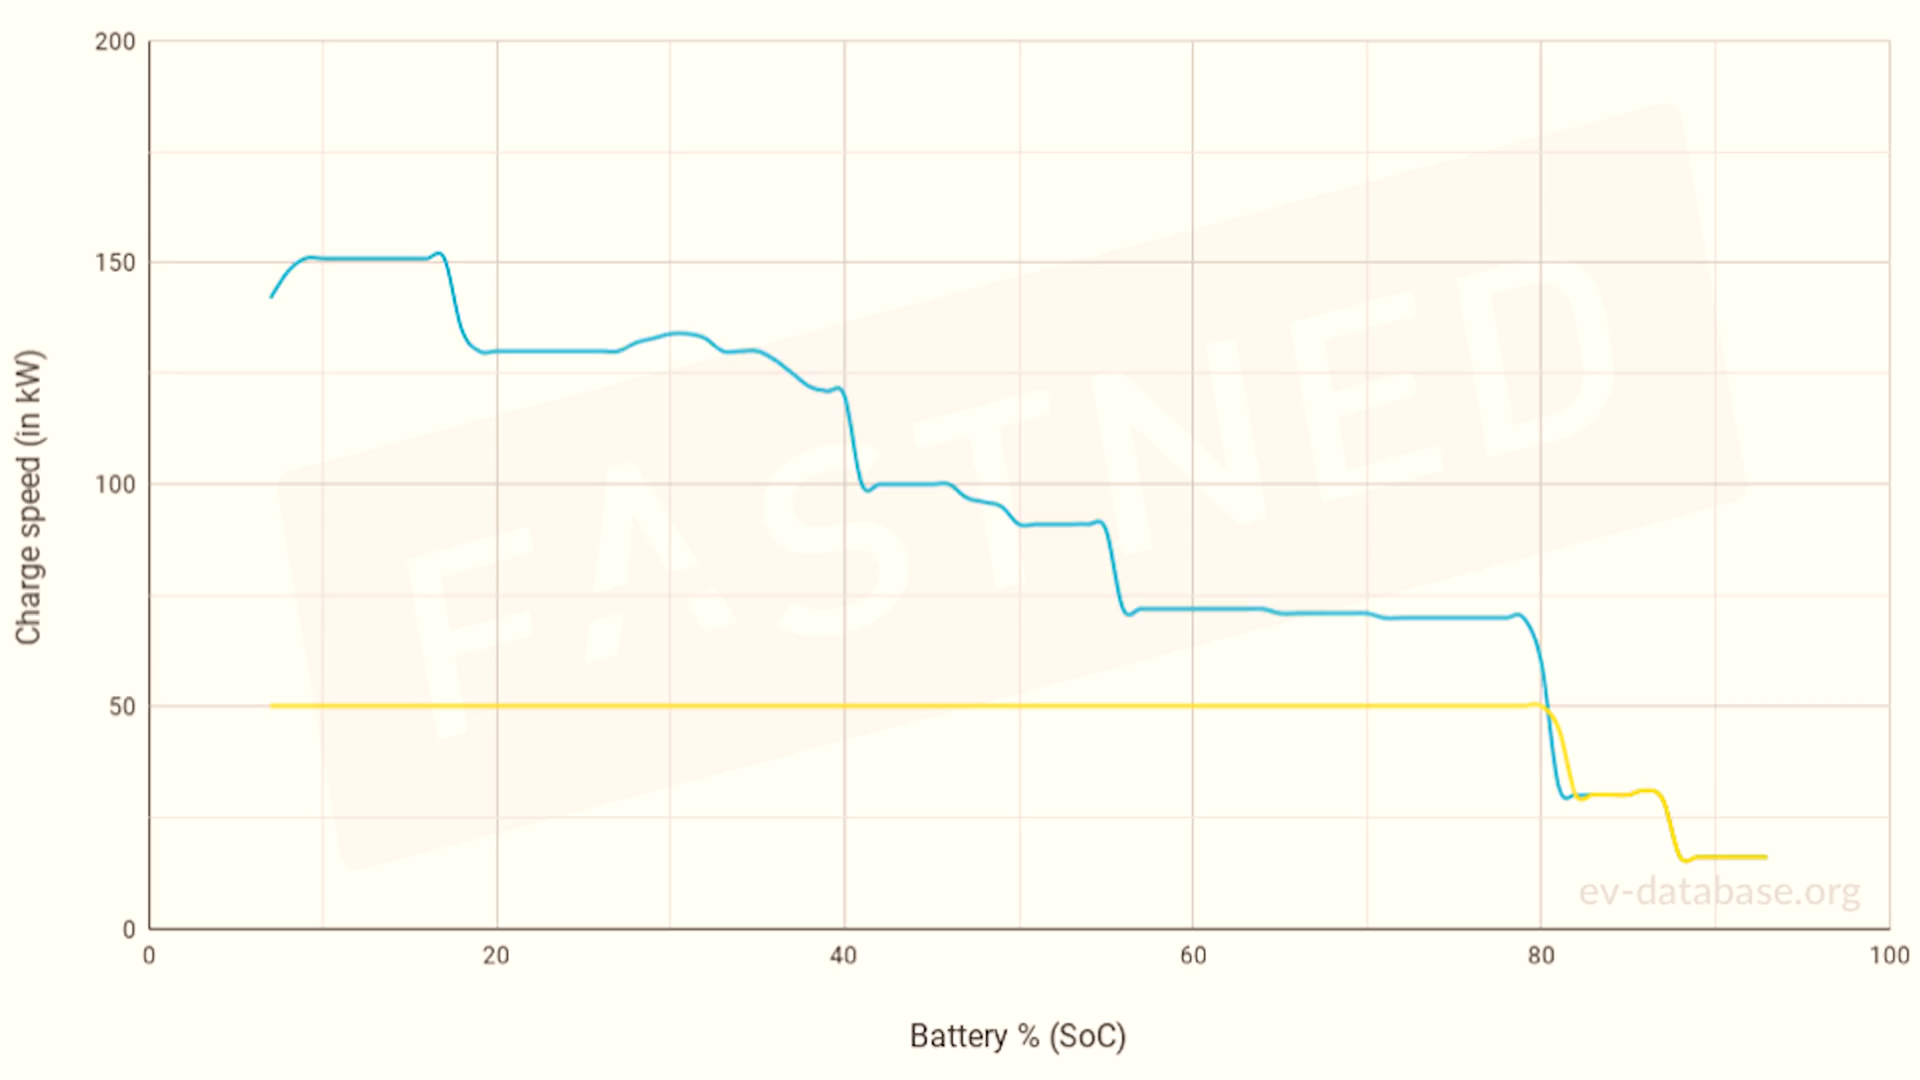 200
150
100
50
0
0 20 40 60 80 100
Charge speed (in kW)
Battery % (SoC)
FASTNED
ev-database.org